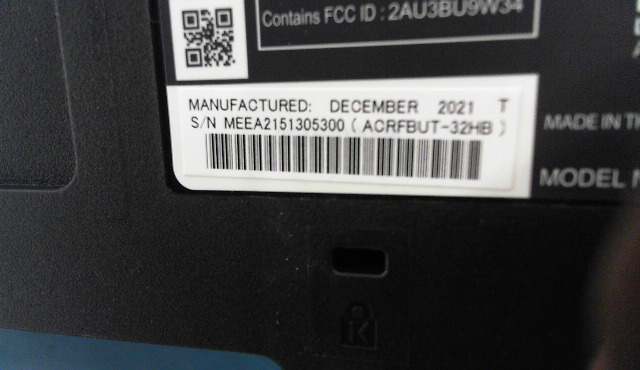 Contains FCC ID : 2AU3BU9W34
MANUFACTURED: DECEMBER 2021 T
S/N MEEA2151305300 ( ACRFBUT-32HB )
MADE IN
MODEL
K